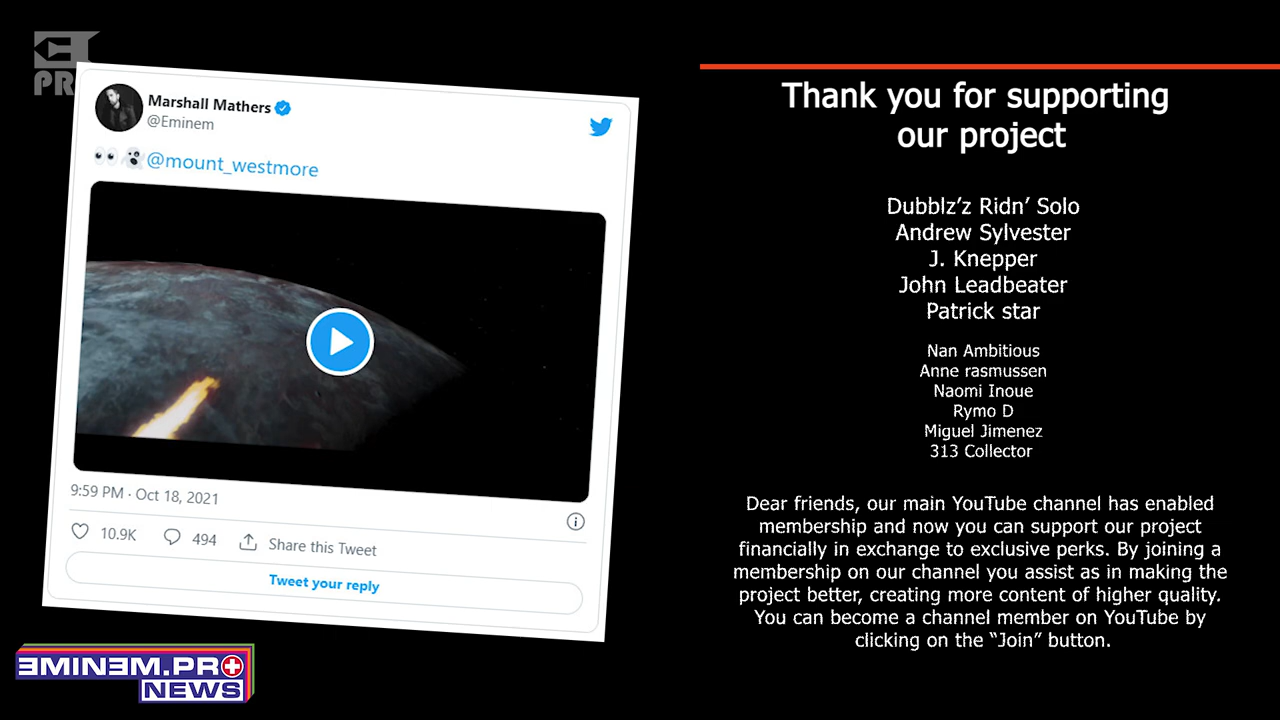 PR
Marshall Mathers
@Eminem
👀👻@mount_westmore
9:59 PM · Oct 18, 2021
10.9K 494 Share this Tweet
Tweet your reply
EMINEM.PRO
NEWS
Thank you for supporting
our project
Dubblz’z Ridn’ Solo
Andrew Sylvester
J. Knepper
John Leadbeater
Patrick star
Nan Ambitious
Anne rasmussen
Naomi Inoue
Rymo D
Miguel Jimenez
313 Collector
Dear friends, our main YouTube channel has enabled
membership and now you can support our project
financially in exchange to exclusive perks. By joining a
membership on our channel you assist as in making the
project better, creating more content of higher quality.
You can become a channel member on YouTube by
clicking on the “Join” button.